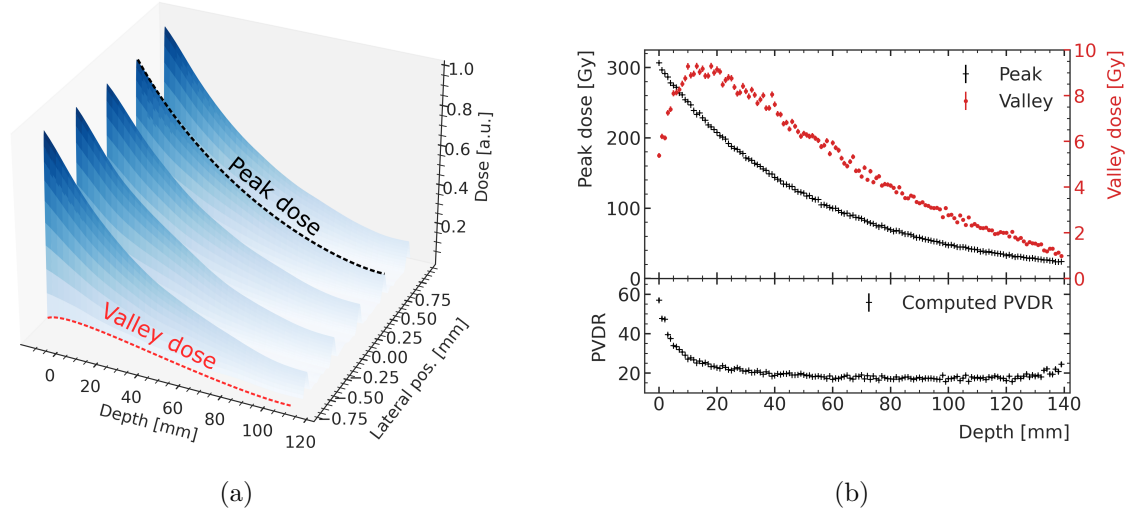 1.0
0.8
0.6
0.4
0.2
Dose [a.u.]
Peak dose
Valley dose
0
20
40
60
80
100
120
Depth [mm]
0.75
0.50
0.25
0.00
−0.25
−0.50
−0.75
Lateral pos. [mm]
(a)
300
200
100
0
Peak dose [Gy]
Peak
Valley
10
8
6
4
2
0
Valley dose [Gy]
60
40
20
PVDR
Computed PVDR
0 20 40 60 80 100 120 140
Depth [mm]
(b)